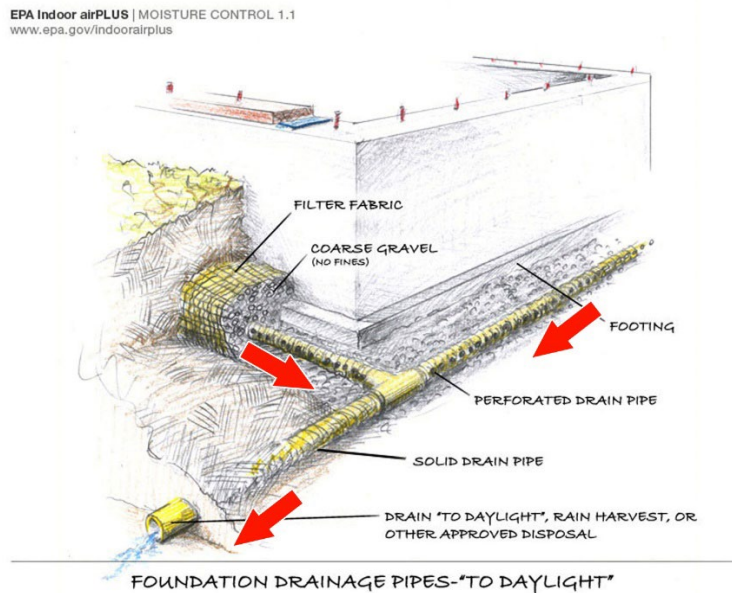 EPA Indoor airPLUS | MOISTURE CONTROL 1.1
www.epa.gov/indoorairplus
FILTER FABRIC
COARSE GRAVEL
(NO FINES)
FOOTING
PERFORATED DRAIN PIPE
SOLID DRAIN PIPE
DRAIN "TO DAYLIGHT", RAIN HARVEST, OR
OTHER APPROVED DISPOSAL
FOUNDATION DRAINAGE PIPES-"TO DAYLIGHT"